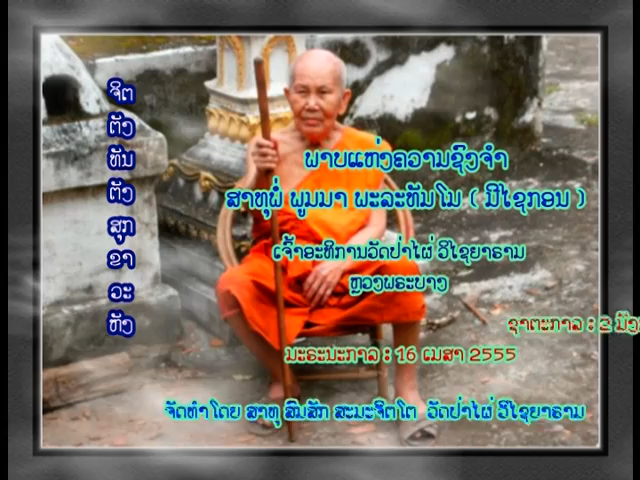 ຈິຕ
ຕັງ
ທັນ
ຕັງ
ສຸກ
ຂາ
ວະ
ຫັງ
ພາບແຫ່ງຄວາມຊົງຈຳ
ສາທຸພໍ່ ພູມມາ ພະລະທັມໂມ ( ມີໄຊກອນ )
ເຈົ້າອະທິການວັດປ່າໄຜ່ ວິໄຊຍາຣາມ
ຫຼວງພຣະບາງ
ຊາຕະກາລ : 2
ມະຣະນະກາລ : 16 ເມສາ 2555
ຈັດທຳໂດຍ ສາທຸ ສົມສັກ ສະມະຈິຕໂຕ ວັດປ່າໄຜ່ ວິໄຊຍາຣາມ